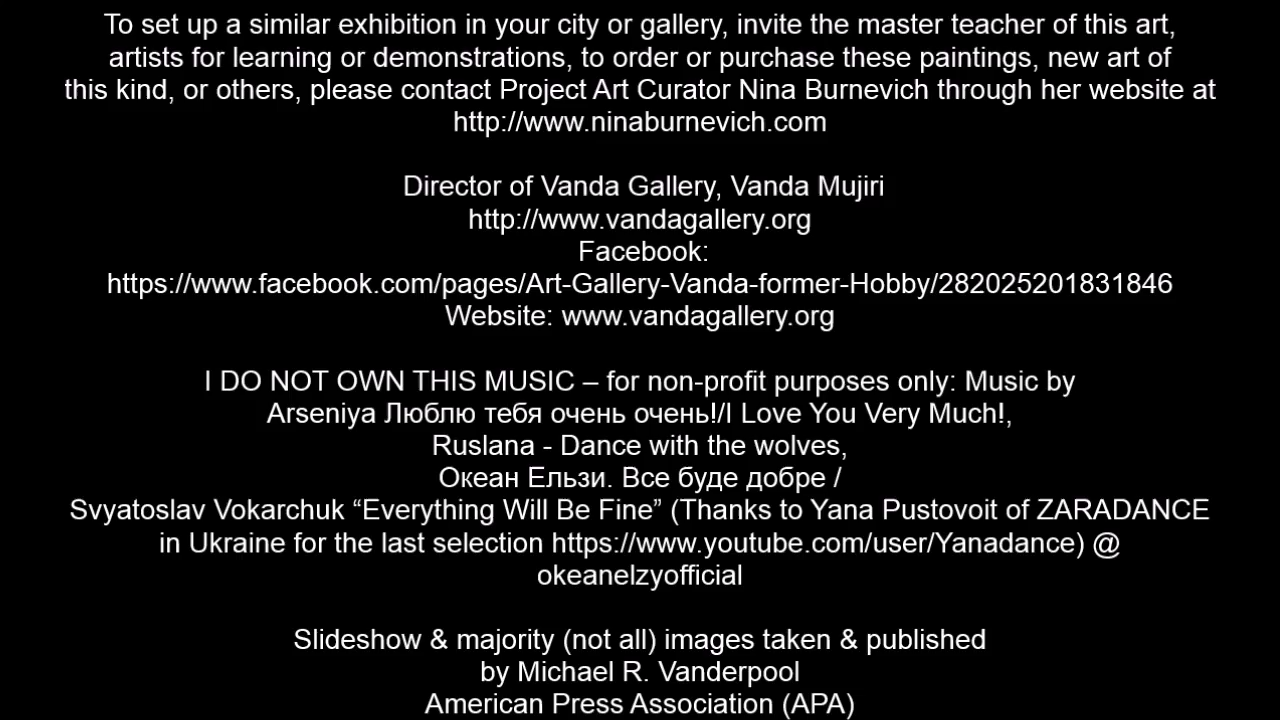 To set up a similar exhibition in your city or gallery, invite the master teacher of this art,
artists for learning or demonstrations, to order or purchase these paintings, new art of
this kind, or others, please contact Project Art Curator Nina Burnevich through her website at
http://www.ninaburnevich.com
Director of Vanda Gallery, Vanda Mujiri
http://www.vandagallery.org
Facebook:
https://www.facebook.com/pages/Art-Gallery-Vanda-former-Hobby/282025201831846
Website: www.vandagallery.org
I DO NOT OWN THIS MUSIC – for non-profit purposes only: Music by
Arseniya Люблю тебя очень очень!/I Love You Very Much!,
Ruslana - Dance with the wolves,
Океан Ельзи. Все буде добре /
Svyatoslav Vokarchuk “Everything Will Be Fine” (Thanks to Yana Pustovoit of ZARADANCE
in Ukraine for the last selection https://www.youtube.com/user/Yanadance) @
okeanelzyofficial
Slideshow & majority (not all) images taken & published
by Michael R. Vanderpool
American Press Association (APA)